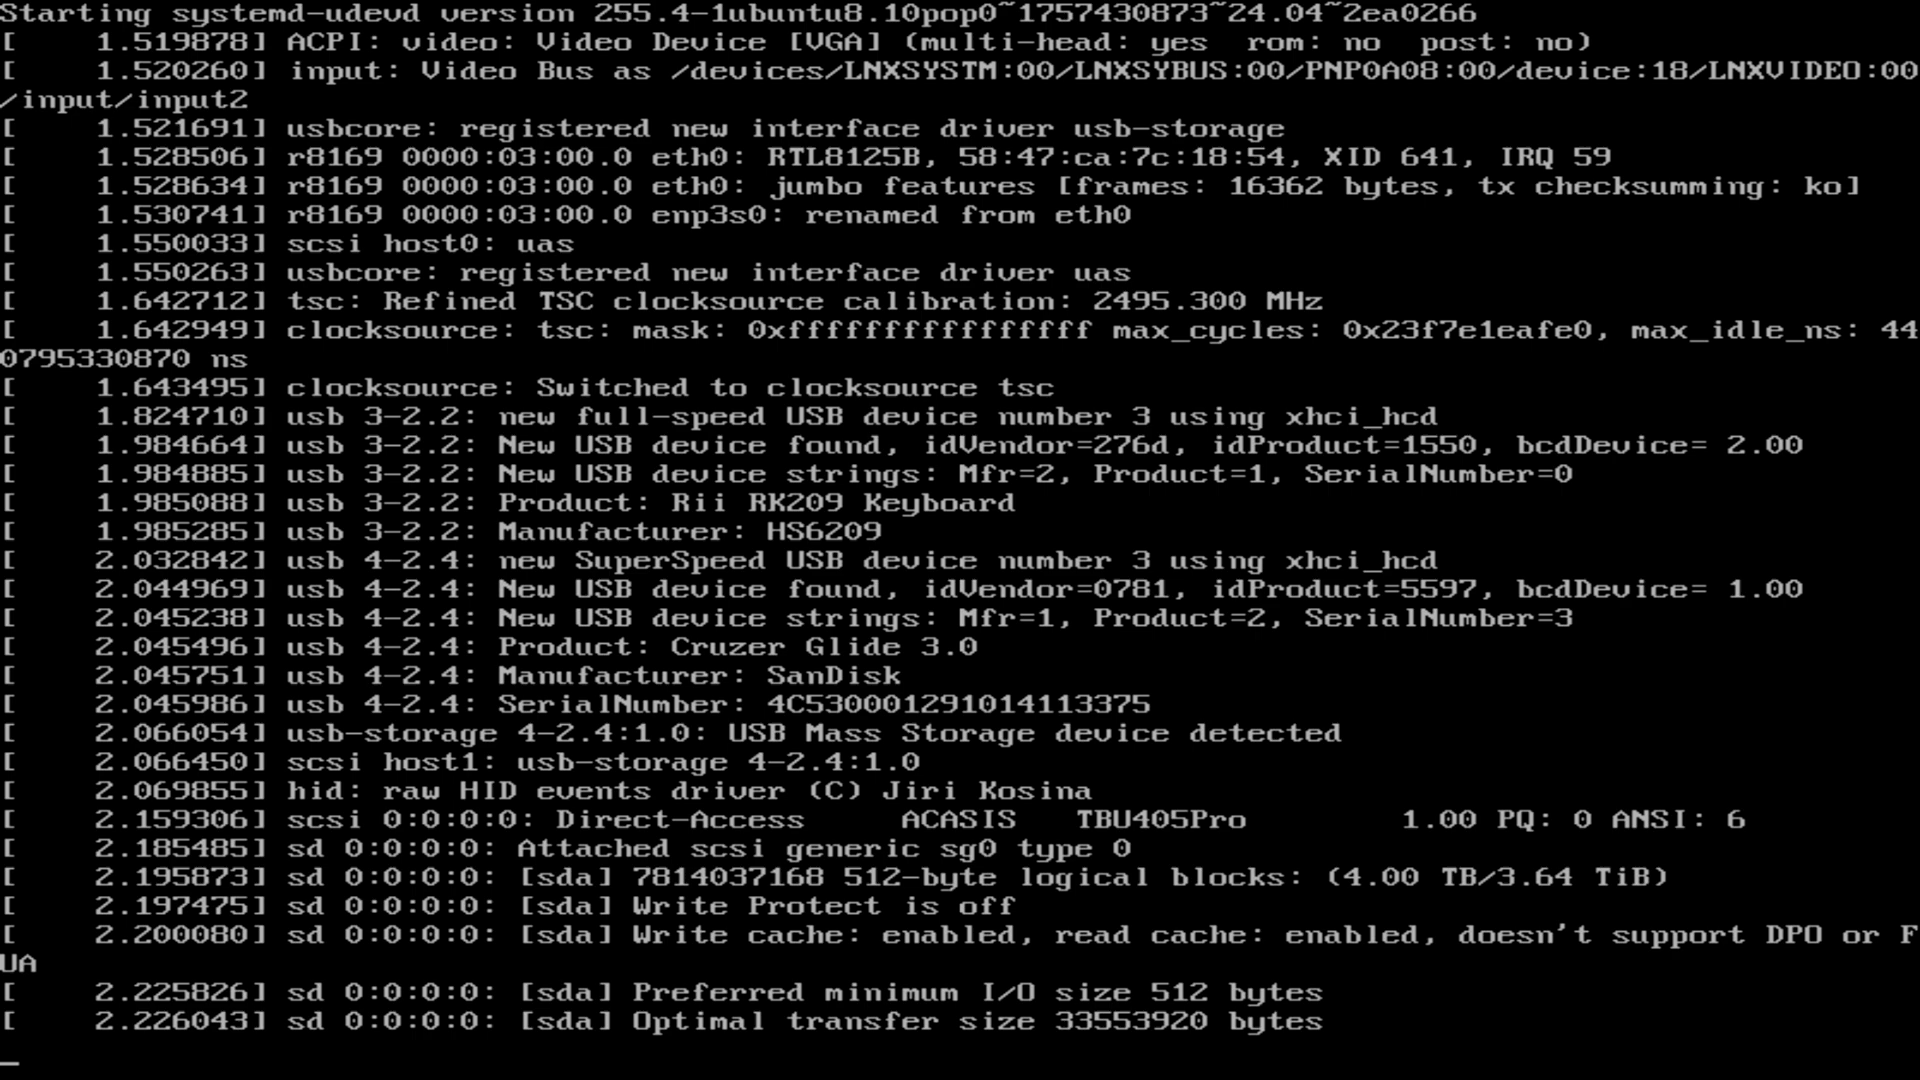 Starting systemd-udevd version 255.4-1ubuntu8.10pop0~1757430873~24.04~2ea0266
[    1.519878] ACPI: video: Video Device [VGA] (multi-head: yes  rom: no  post: no)
[    1.520260] input: Video Bus as /devices/LNXSYSTM:00/LNXSYBUS:00/PNP0A08:00/device:18/LNXVIDEO:00
/input/input2
[    1.521691] usbcore: registered new interface driver usb-storage
[    1.528506] r8169 0000:03:00.0 eth0: RTL8125B, 58:47:ca:7c:18:54, XID 641, IRQ 59
[    1.528634] r8169 0000:03:00.0 eth0: jumbo features [frames: 16362 bytes, tx checksumming: ko]
[    1.530741] r8169 0000:03:00.0 enp3s0: renamed from eth0
[    1.550033] scsi host0: uas
[    1.550263] usbcore: registered new interface driver uas
[    1.642712] tsc: Refined TSC clocksource calibration: 2495.300 MHz
[    1.642949] clocksource: tsc: mask: 0xffffffffffffffff max_cycles: 0x23f7e1eafe0, max_idle_ns: 44
0795330870 ns
[    1.643495] clocksource: Switched to clocksource tsc
[    1.824710] usb 3-2.2: new full-speed USB device number 3 using xhci_hcd
[    1.984664] usb 3-2.2: New USB device found, idVendor=276d, idProduct=1550, bcdDevice= 2.00
[    1.984885] usb 3-2.2: New USB device strings: Mfr=2, Product=1, SerialNumber=0
[    1.985088] usb 3-2.2: Product: Rii RK209 Keyboard
[    1.985285] usb 3-2.2: Manufacturer: HS6209
[    2.032842] usb 4-2.4: new SuperSpeed USB device number 3 using xhci_hcd
[    2.044969] usb 4-2.4: New USB device found, idVendor=0781, idProduct=5597, bcdDevice= 1.00
[    2.045238] usb 4-2.4: New USB device strings: Mfr=1, Product=2, SerialNumber=3
[    2.045496] usb 4-2.4: Product: Cruzer Glide 3.0
[    2.045751] usb 4-2.4: Manufacturer: SanDisk
[    2.045986] usb 4-2.4: SerialNumber: 4C530001291014113375
[    2.066054] usb-storage 4-2.4:1.0: USB Mass Storage device detected
[    2.066450] scsi host1: usb-storage 4-2.4:1.0
[    2.069855] hid: raw HID events driver (C) Jiri Kosina
[    2.159306] scsi 0:0:0:0: Direct-Access     ACASIS   TBU405Pro        1.00 PQ: 0 ANSI: 6
[    2.185485] sd 0:0:0:0: Attached scsi generic sg0 type 0
[    2.195873] sd 0:0:0:0: [sda] 7814037168 512-byte logical blocks: (4.00 TB/3.64 TiB)
[    2.197475] sd 0:0:0:0: [sda] Write Protect is off
[    2.200080] sd 0:0:0:0: [sda] Write cache: enabled, read cache: enabled, doesn't support DPO or F
UA
[    2.225826] sd 0:0:0:0: [sda] Preferred minimum I/O size 512 bytes
[    2.226043] sd 0:0:0:0: [sda] Optimal transfer size 33553920 bytes
_